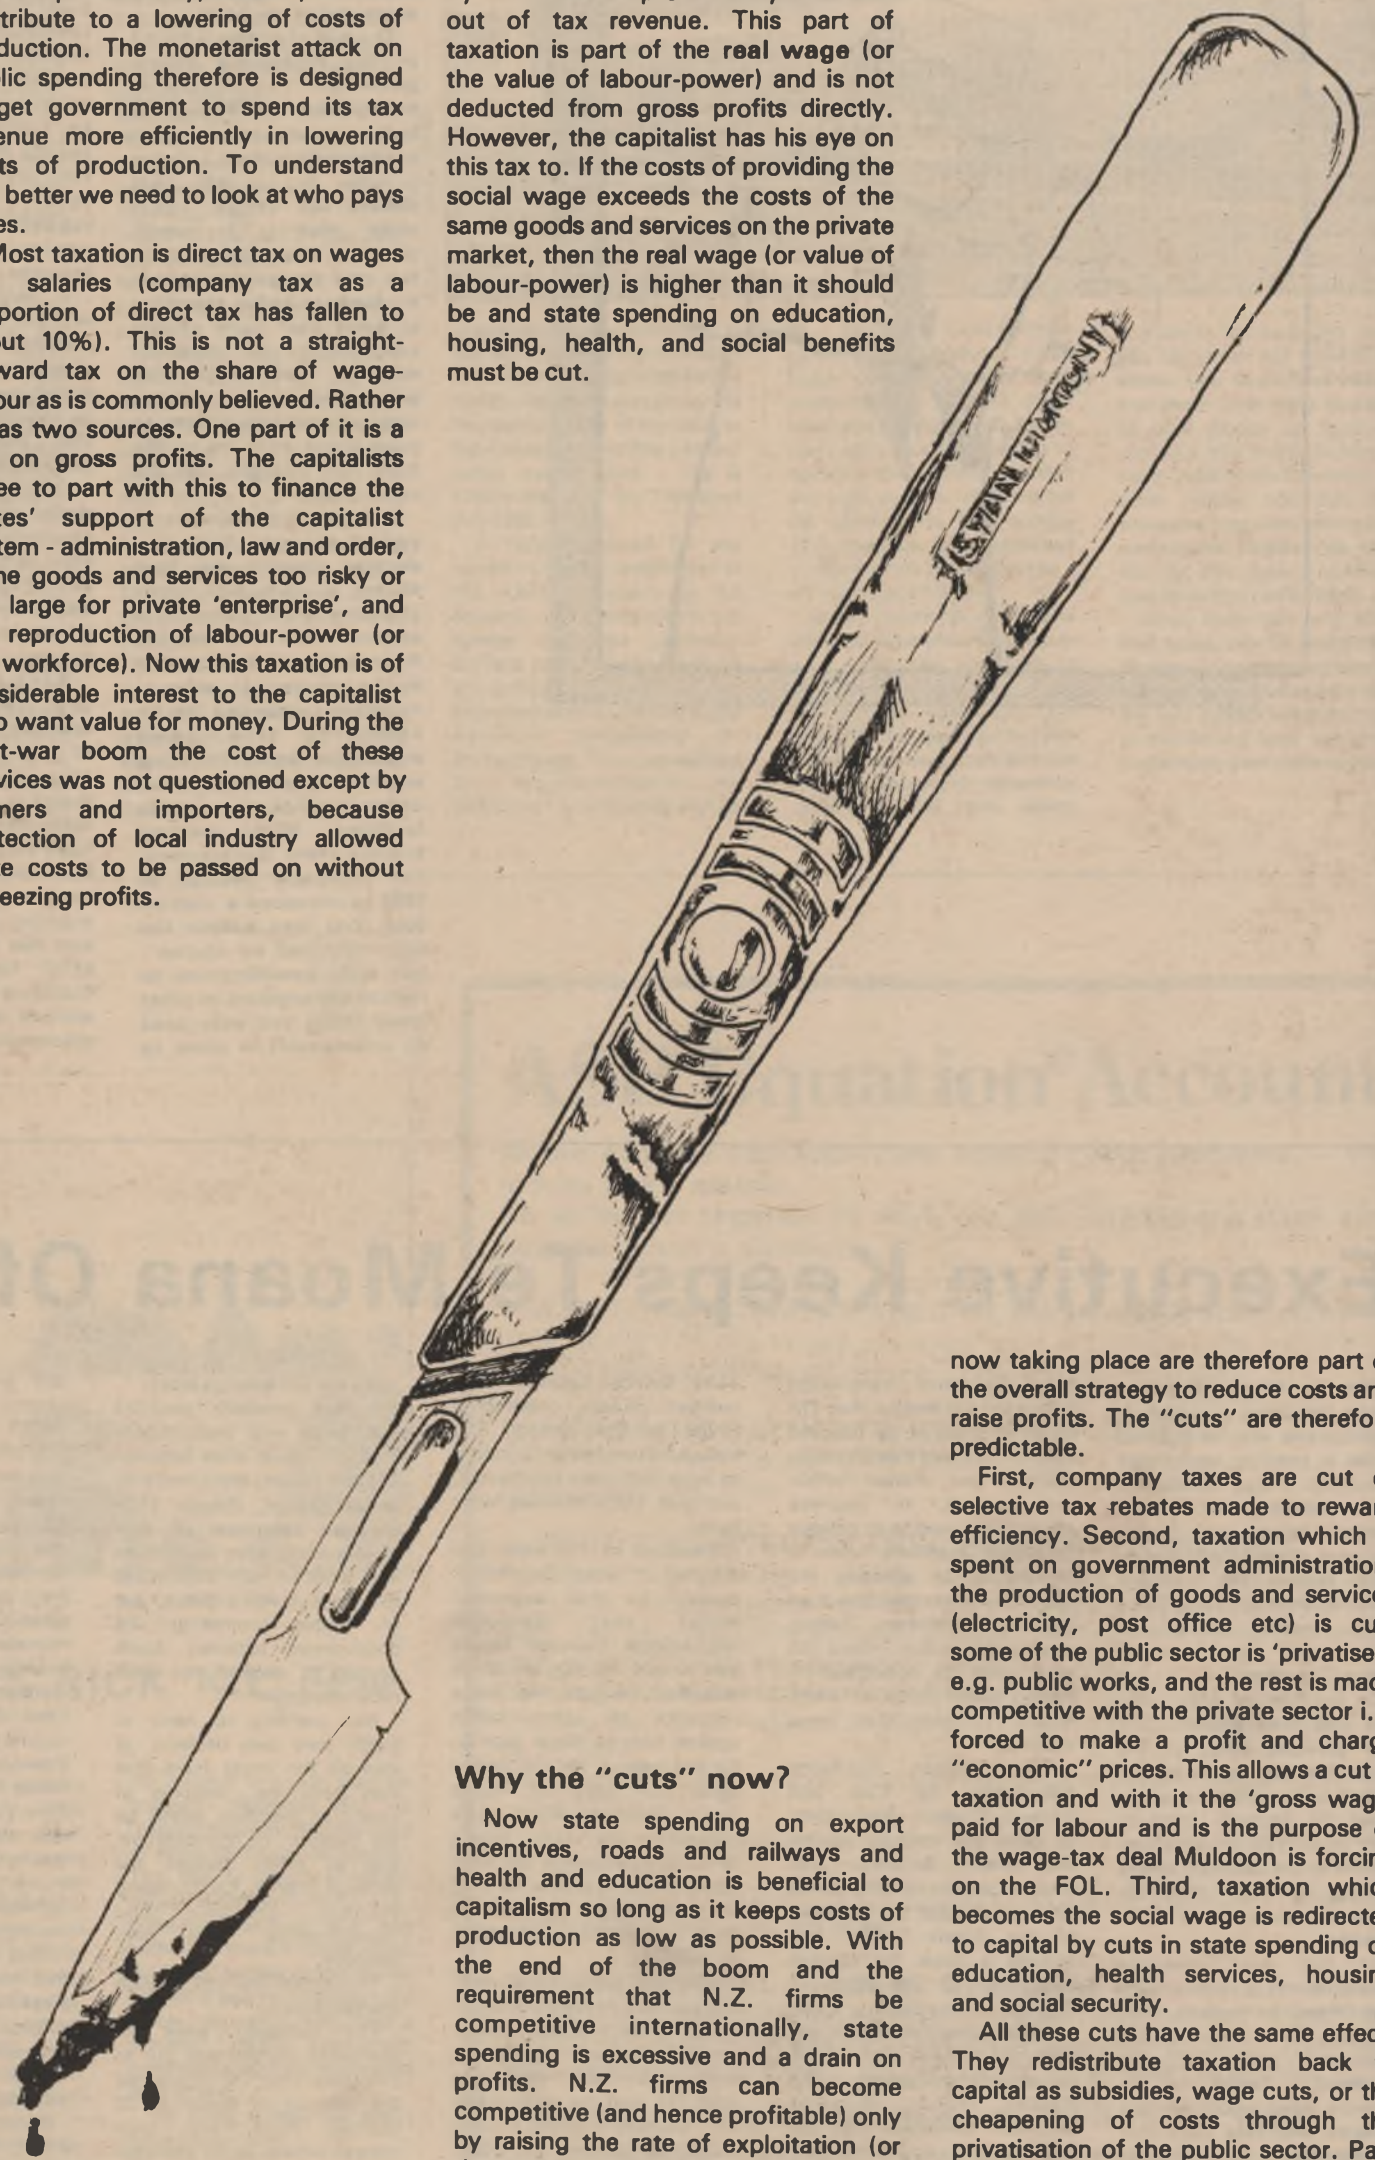 tribute to a lowering of costs of
duction. The monetarist attack on
lic spending therefore is designed
get government to spend its tax
enue more efficiently in lowering
ts of production. To understand
better we need to look at who pays
es.
Most taxation is direct tax on wages
salaries (company tax as a
portion of direct tax has fallen to
out 10%). This is not a straight-
ward tax on the share of wage-
our as is commonly believed. Rather
as two sources. One part of it is a
on gross profits. The capitalists
ee to part with this to finance the
tes' support of the capitalist
tem - administration, law and order,
ne goods and services too risky or
large for private 'enterprise', and
reproduction of labour-power (or
workforce). Now this taxation is of
siderable interest to the capitalist
o want value for money. During the
t-war boom the cost of these
vices was not questioned except by
mers and importers, because
tection of local industry allowed
te costs to be passed on without
eezing profits.
out of tax revenue. This part of
taxation is part of the real wage (or
the value of labour-power) and is not
deducted from gross profits directly.
However, the capitalist has his eye on
this tax to. If the costs of providing the
social wage exceeds the costs of the
same goods and services on the private
market, then the real wage (or value of
labour-power) is higher than it should
be and state spending on education,
housing, health, and social benefits
must be cut.
Why the "cuts" now?
Now state spending on export
incentives, roads and railways and
health and education is beneficial to
capitalism so long as it keeps costs of
production as low as possible. With
the end of the boom and the
requirement that N.Z. firms be
competitive internationally, state
spending is excessive and a drain on
profits. N.Z. firms can become
competitive (and hence profitable) only
by raising the rate of exploitation (or
now taking place are therefore part
the overall strategy to reduce costs an
raise profits. The "cuts" are therefo
predictable.
First, company taxes are cut
selective tax rebates made to rewar
efficiency. Second, taxation which
spent on government administratio
the production of goods and service
(electricity, post office etc) is cu
some of the public sector is 'privatise
e.g. public works, and the rest is mad
competitive with the private sector i.
forced to make a profit and charg
"economic" prices. This allows a cut
taxation and with it the 'gross wag
paid for labour and is the purpose
the wage-tax deal Muldoon is forcin
on the FOL. Third, taxation whic
becomes the social wage is redirecte
to capital by cuts in state spending o
education, health services, housin
and social security.
All these cuts have the same effec
They redistribute taxation back
capital as subsidies, wage cuts, or th
cheapening of costs through th
privatisation of the public sector. Pa